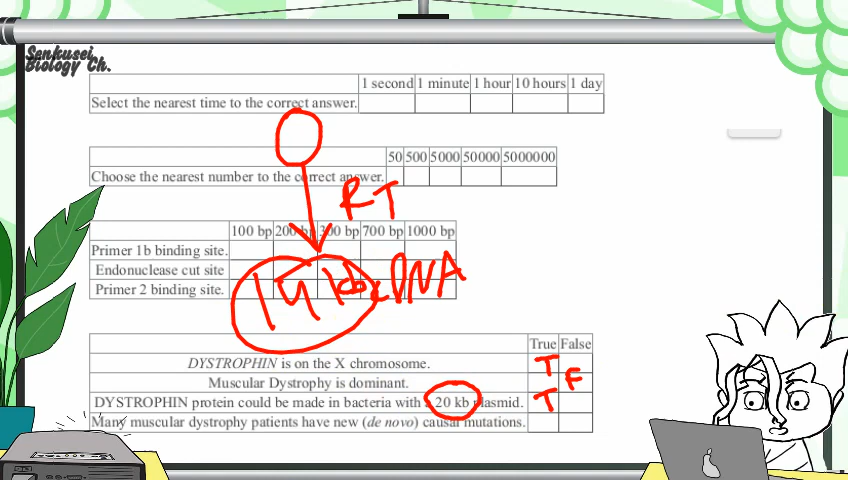 Senkusei
Biology Ch.
1 second 1 minute 1 hour 10 hours 1 day
Select the nearest time to the correct answer.
50 500 5000 50000 5000000
Choose the nearest number to the correct answer.
RT
100 bp 200 bp 300 bp 700 bp 1000 bp
Primer 1b binding site.
Endonuclease cut site
Primer 2 binding site.
14 kb cDNA
True False
DYSTROPHIN is on the X chromosome. T
Muscular Dystrophy is dominant. F
DYSTROPHIN protein could be made in bacteria with 20 kb plasmid. T
Many muscular dystrophy patients have new (de novo) causal mutations.